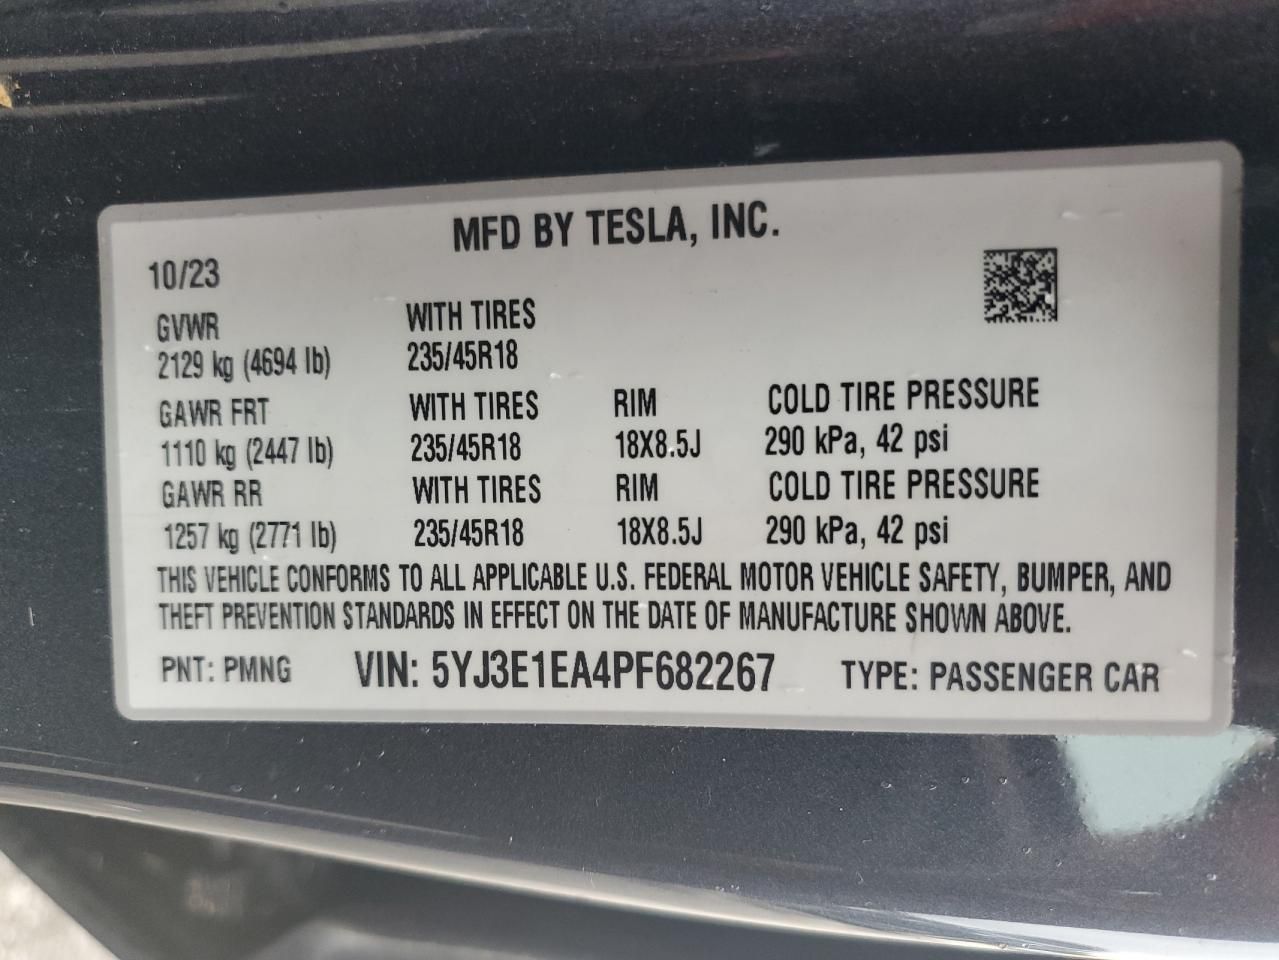 MFD BY TESLA, INC.
10/23
GVWR WITH TIRES
2129 kg (4694 lb) 235/45R18
GAWR FRT WITH TIRES RIM COLD TIRE PRESSURE
1110 kg (2447 lb) 235/45R18 18X8.5J 290 kPa, 42 psi
GAWR RR WITH TIRES RIM COLD TIRE PRESSURE
1257 kg (2771 lb) 235/45R18 18X8.5J 290 kPa, 42 psi
THIS VEHICLE CONFORMS TO ALL APPLICABLE U.S. FEDERAL MOTOR VEHICLE SAFETY, BUMPER, AND
THEFT PREVENTION STANDARDS IN EFFECT ON THE DATE OF MANUFACTURE SHOWN ABOVE.
PNT: PMNG VIN: 5YJ3E1EA4PF682267 TYPE: PASSENGER CAR